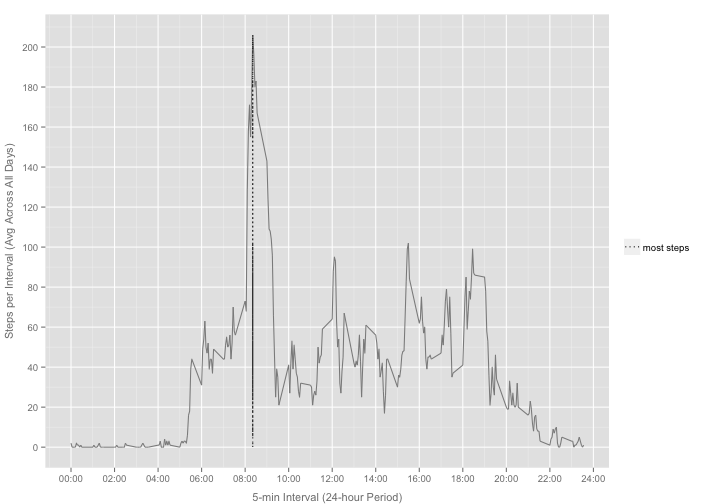 Steps per Interval (Avg Across All Days)
200
180
160
140
120
100
80
60
40
20
0
00:00 02:00 04:00 06:00 08:00 10:00 12:00 14:00 16:00 18:00 20:00 22:00 24:00
5-min Interval (24-hour Period)
most steps